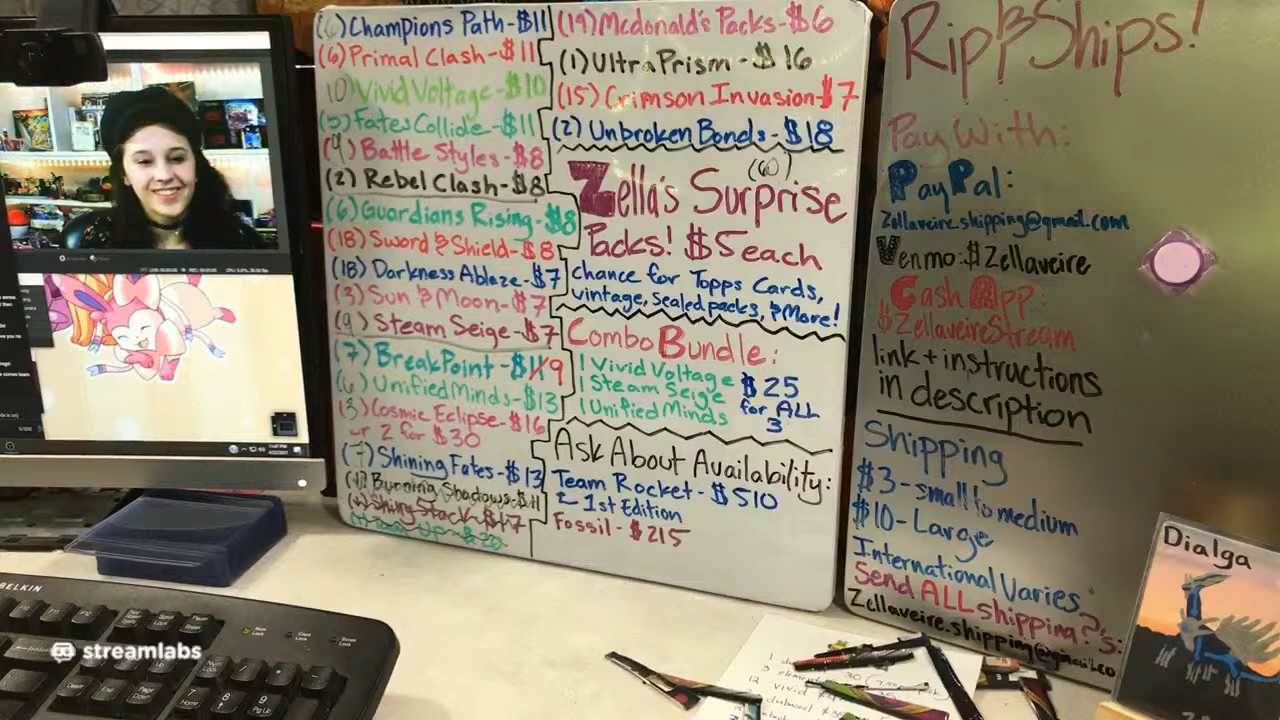 (6) Champions Path-$11
(6) Primal Clash-$11
10) Vivid Voltage-$10
(5) Fates Collide-$11
(9) Battle Styles-$8
(2) Rebel Clash-$8
(6) Guardians Rising-$8
(18) Sword & Shield-$8
(18) Darkness Ablaze-$7
(3) Sun & Moon-$7
(9) Steam Seige-$7
(7) BreakPoint-$11/9
(6) Unified Minds-$13
(3) Cosmic Eclipse-$16
or 2 for $30
(7) Shining Fates-$13
(1) Burning Shadows-$11
(19) Mcdonald's Packs-$6
(1) Ultra Prism-$16
(15) Crimson Invasion-$7
(2) Unbroken Bonds-$18
(60)
Zella's Surprise
Packs! $5 each
chance for Topps Cards,
vintage, Sealed packs, & More!
Combo Bundle:
1 Vivid Voltage
1 Steam Seige
1 Unified Minds
$25
for ALL
3
Ask About Availability:
Team Rocket-$510
1st Edition
Fossil-$215
Rip & Ships!
Pay With:
PayPal:
Zellaveire.shipping@gmail.com
Venmo:$Zellaveire
Cash App:
$ZellaveireStream
link + instructions
in description
Shipping
$3-small to medium
$10-Large
International Varies
Send ALL shipping?'s:
Zellaveire.shipping@gmail.co
Dialga
BELKIN
streamlabs